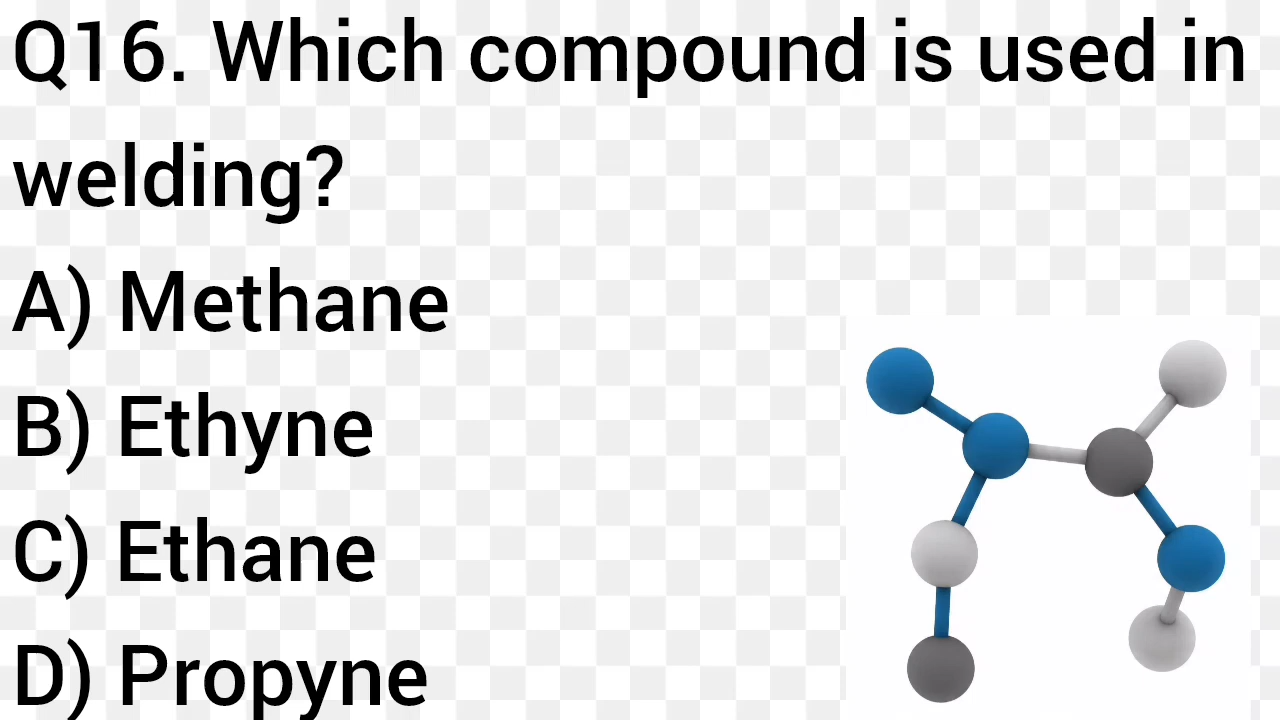 Q16. Which compound is used in
welding?
A) Methane
B) Ethyne
C) Ethane
D) Propyne